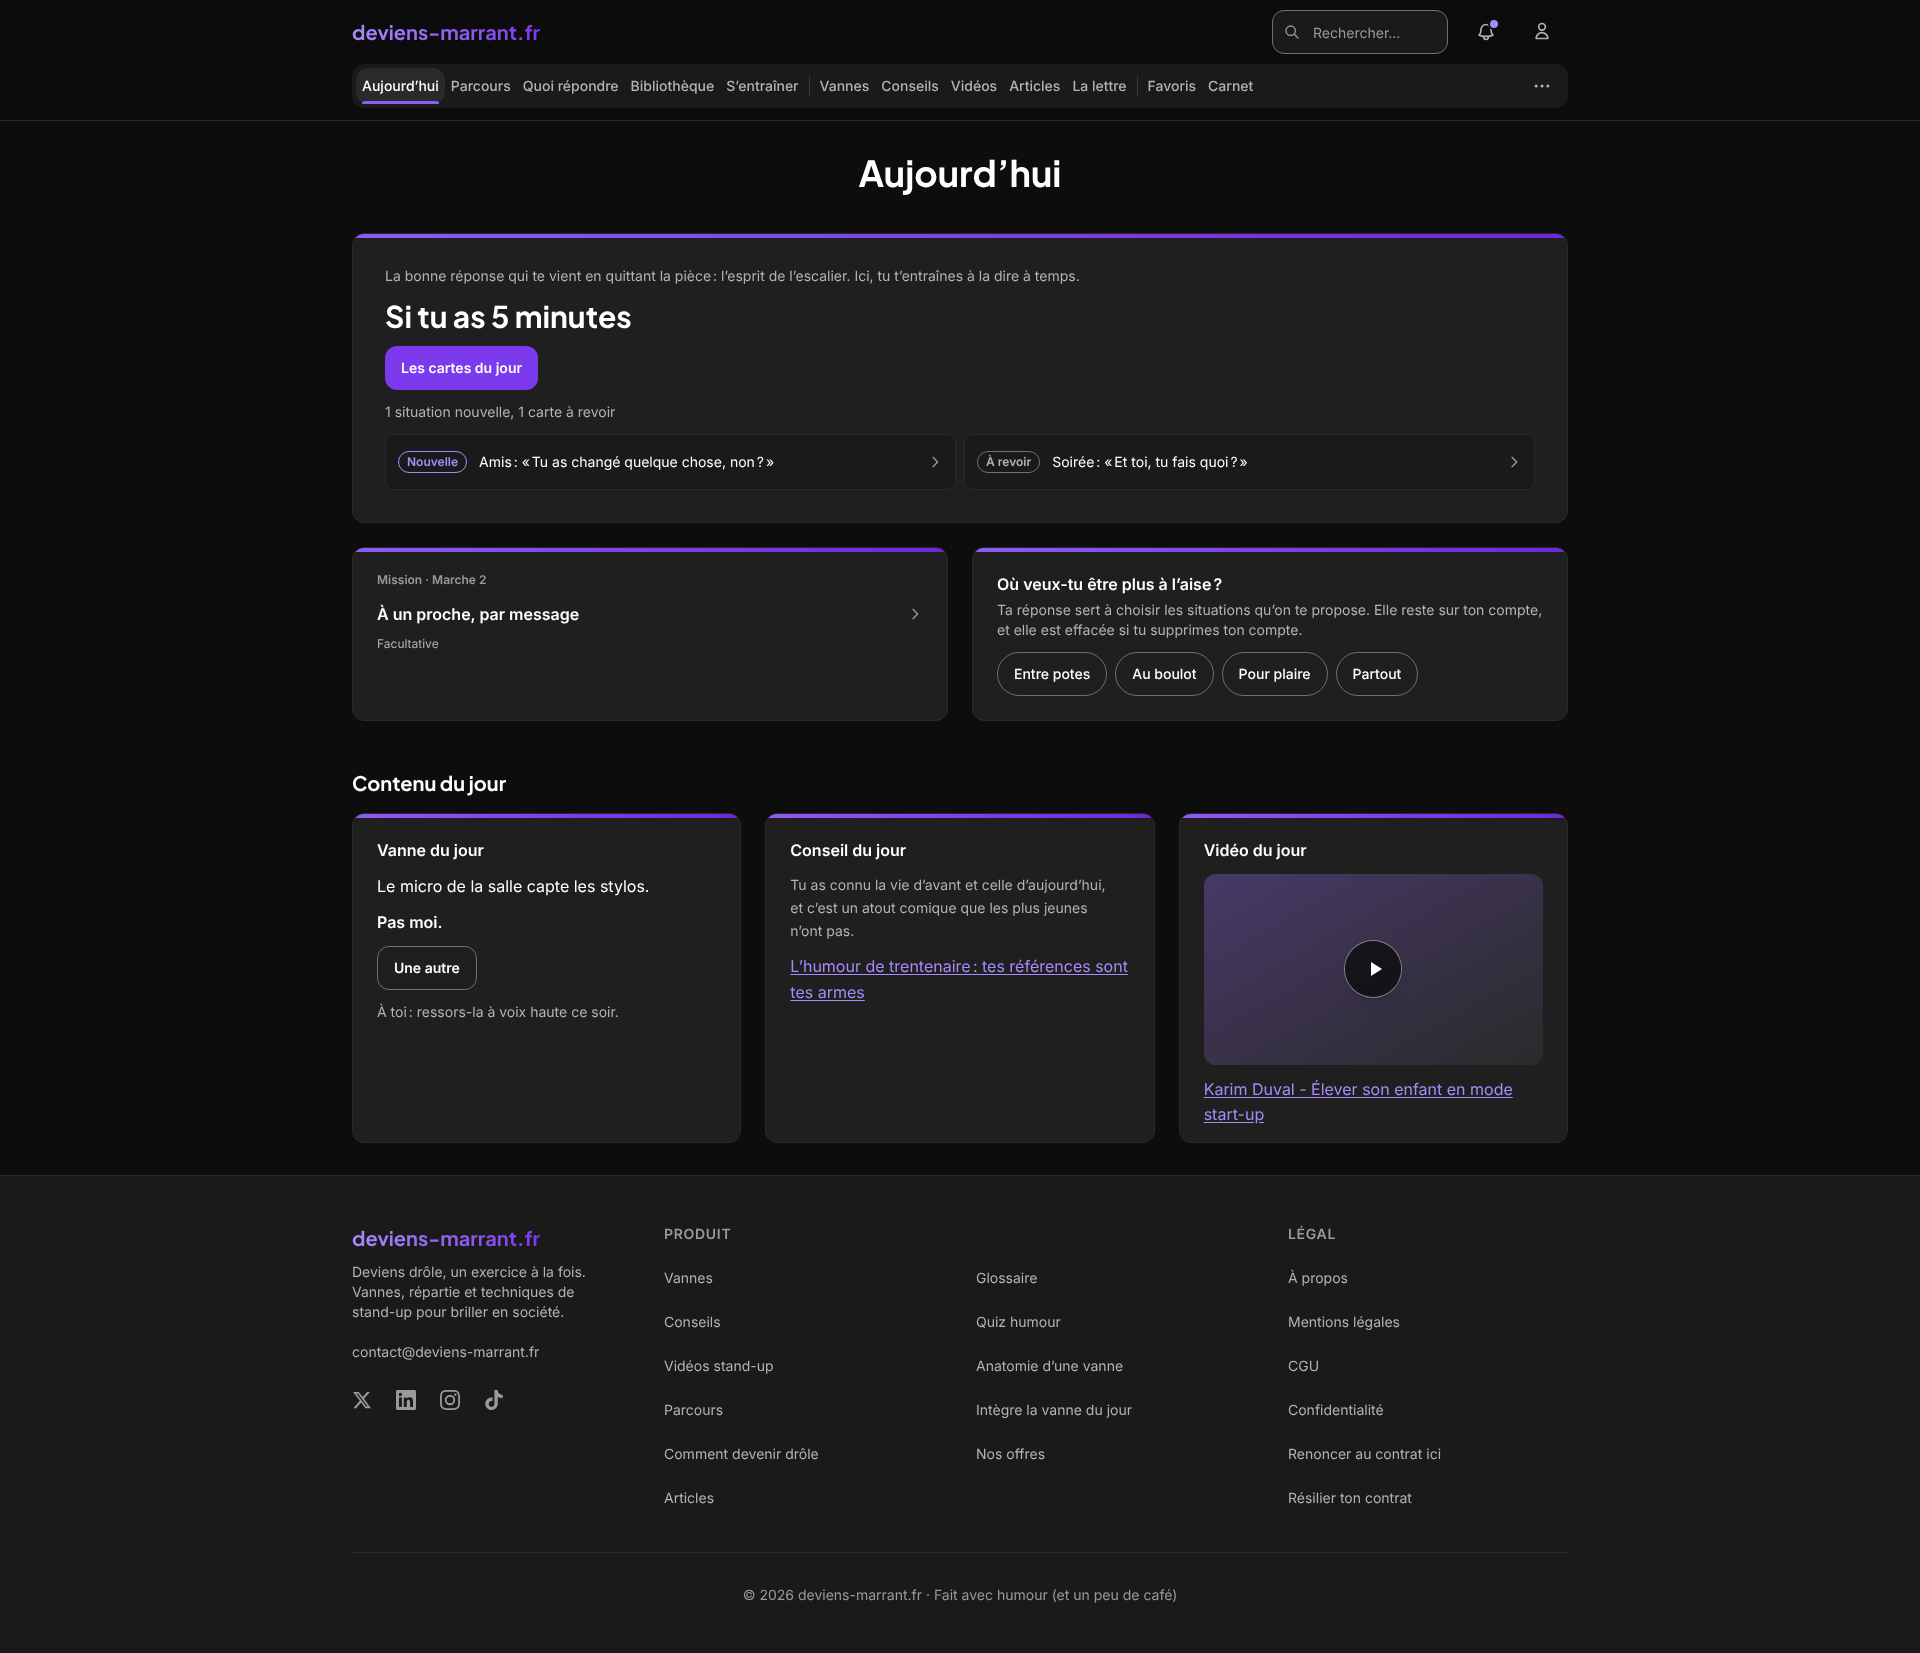 deviens-marrant.fr
Rechercher...
Aujourd’hui Parcours Quoi répondre Bibliothèque S’entraîner Vannes Conseils Vidéos Articles La lettre Favoris Carnet
Aujourd’hui
La bonne réponse qui te vient en quittant la pièce : l’esprit de l’escalier. Ici, tu t’entraînes à la dire à temps.
Si tu as 5 minutes
Les cartes du jour
1 situation nouvelle, 1 carte à revoir
Nouvelle Amis : « Tu as changé quelque chose, non ? »
À revoir Soirée : « Et toi, tu fais quoi ? »
Mission · Marche 2
À un proche, par message
Facultative
Où veux-tu être plus à l’aise ?
Ta réponse sert à choisir les situations qu’on te propose. Elle reste sur ton compte,
et elle est effacée si tu supprimes ton compte.
Entre potes Au boulot Pour plaire Partout
Contenu du jour
Vanne du jour
Le micro de la salle capte les stylos.
Pas moi.
Une autre
À toi : ressors-la à voix haute ce soir.
Conseil du jour
Tu as connu la vie d’avant et celle d’aujourd’hui,
et c’est un atout comique que les plus jeunes
n’ont pas.
L’humour de trentenaire : tes références sont
tes armes
Vidéo du jour
Karim Duval - Élever son enfant en mode
start-up
deviens-marrant.fr
Deviens drôle, un exercice à la fois.
Vannes, répartie et techniques de
stand-up pour briller en société.
contact@deviens-marrant.fr
PRODUIT
Vannes
Conseils
Vidéos stand-up
Parcours
Comment devenir drôle
Articles
Glossaire
Quiz humour
Anatomie d’une vanne
Intègre la vanne du jour
Nos offres
LÉGAL
À propos
Mentions légales
CGU
Confidentialité
Renoncer au contrat ici
Résilier ton contrat
© 2026 deviens-marrant.fr · Fait avec humour (et un peu de café)